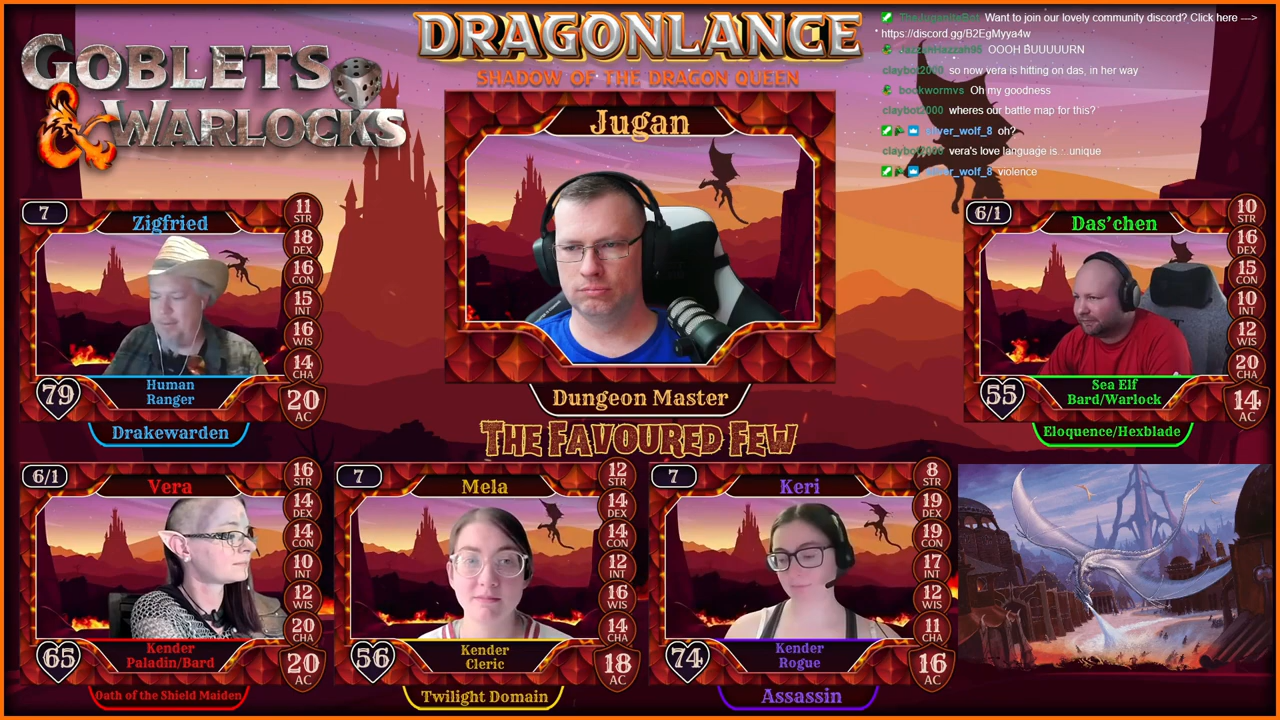 GOBLETS
& WARLOCKS
DRAGONLANCE
SHADOW OF THE DRAGON QUEEN
TheJuganiteBot Want to join our lovely community discord? Click here --->
https://discord.gg/B2EgMyya4w
JazzahHazzah95 OOOH BUUUUURN
claybot2000 so now vera is hitting on das, in her way
bookwormvs Oh my goodness
claybot2000 wheres our battle map for this?
silver_wolf_8 oh?
claybot2000 vera's love language is... unique
silver_wolf_8 violence
Jugan
Dungeon Master
7
Zigfried
11
STR
18
DEX
16
CON
15
INT
16
WIS
14
CHA
79
Human
Ranger
20
AC
Drakewarden
6/1
Das'chen
10
STR
16
DEX
15
CON
10
INT
12
WIS
20
CHA
55
Sea Elf
Bard/Warlock
14
AC
Eloquence/Hexblade
THE FAVOURED FEW
6/1
Vera
16
STR
14
DEX
14
CON
10
INT
12
WIS
20
CHA
65
Kender
Paladin/Bard
20
AC
Oath of the Shield Maiden
7
Mela
12
STR
14
DEX
14
CON
12
INT
16
WIS
14
CHA
56
Kender
Cleric
18
AC
Twilight Domain
7
Keri
8
STR
19
DEX
19
CON
17
INT
12
WIS
11
CHA
74
Kender
Rogue
16
AC
Assassin